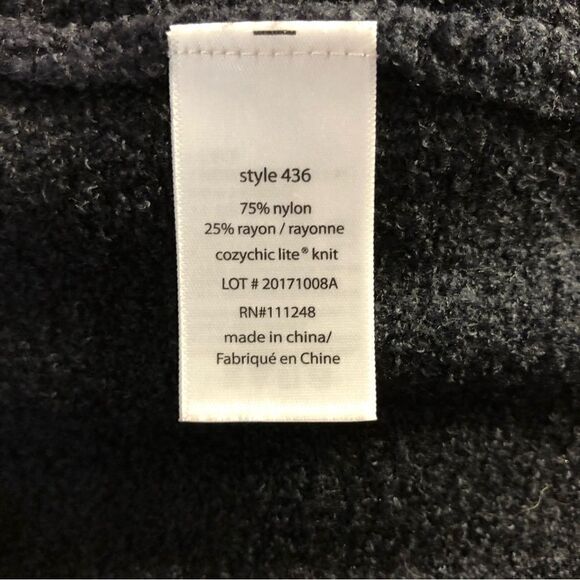 style 436
75% nylon
25% rayon / rayonne
cozychic lite® knit
LOT # 20171008A
RN#111248
made in china/
Fabriqué en Chine